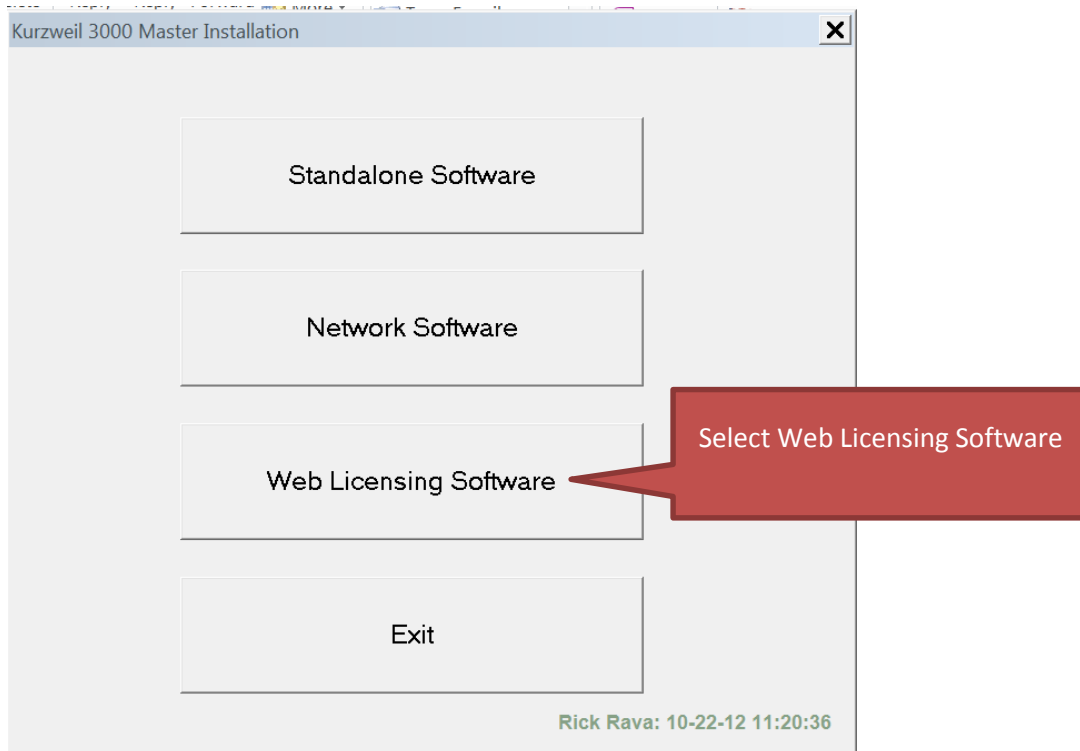 Kurzweil 3000 Master Installation
Standalone Software
Network Software
Select Web Licensing Software
Web Licensing Software
Exit
Rick Rava: 10-22-12 11:20:36